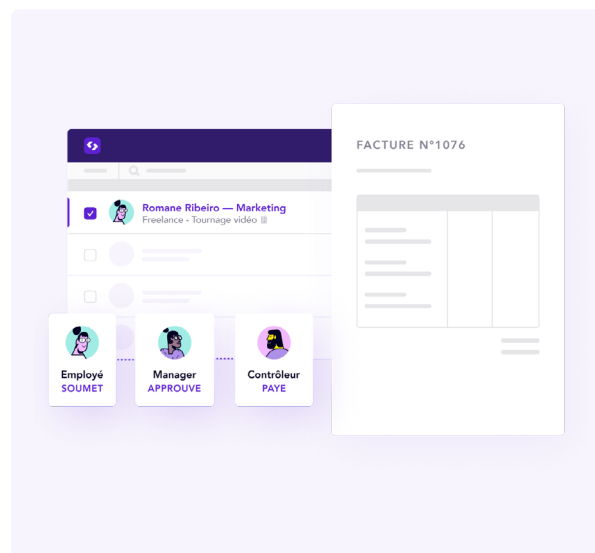 FACTURE N°1076
Romane Ribeiro — Marketing
Freelance - Tournage vidéo
Employé
SOUMET
Manager
APPROUVE
Contrôleur
PAYE